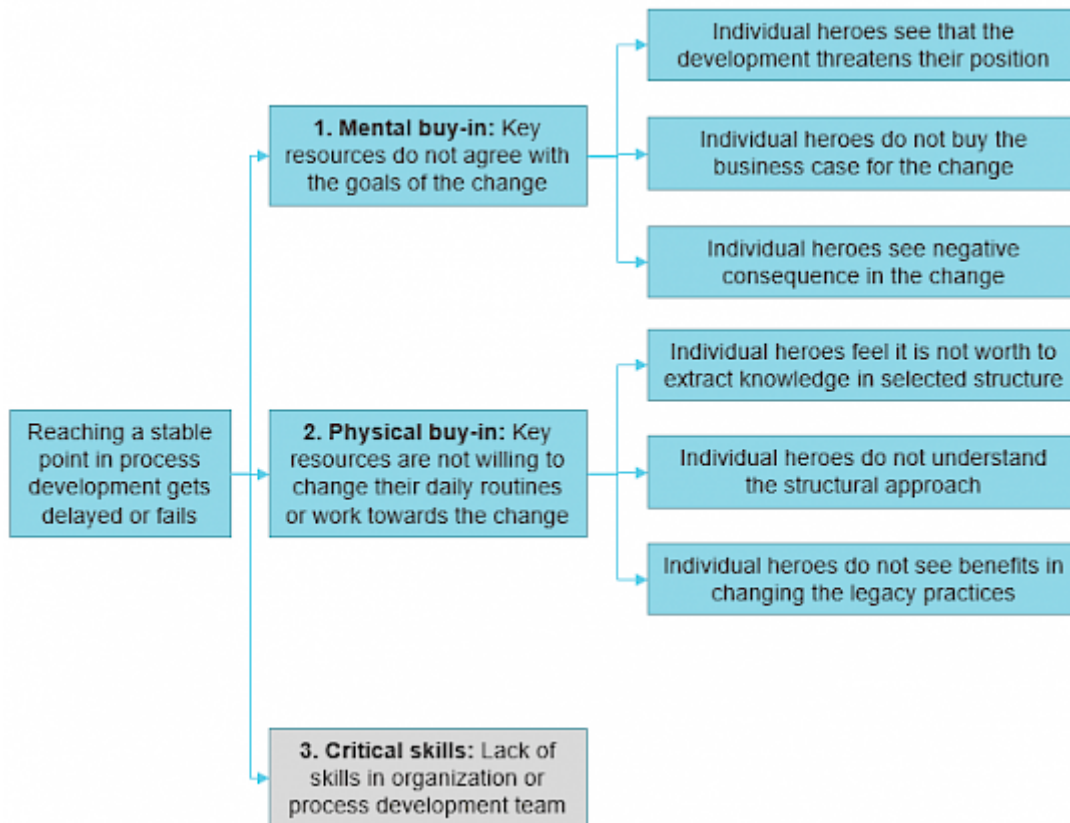 Reaching a stable
point in process
development gets
delayed or fails
1. Mental buy-in: Key
resources do not agree with
the goals of the change
Individual heroes see that the
development threatens their position
Individual heroes do not buy the
business case for the change
Individual heroes see negative
consequence in the change
2. Physical buy-in: Key
resources are not willing to
change their daily routines
or work towards the change
Individual heroes feel it is not worth to
extract knowledge in selected structure
Individual heroes do not understand
the structural approach
Individual heroes do not see benefits in
changing the legacy practices
3. Critical skills: Lack of
skills in organization or
process development team